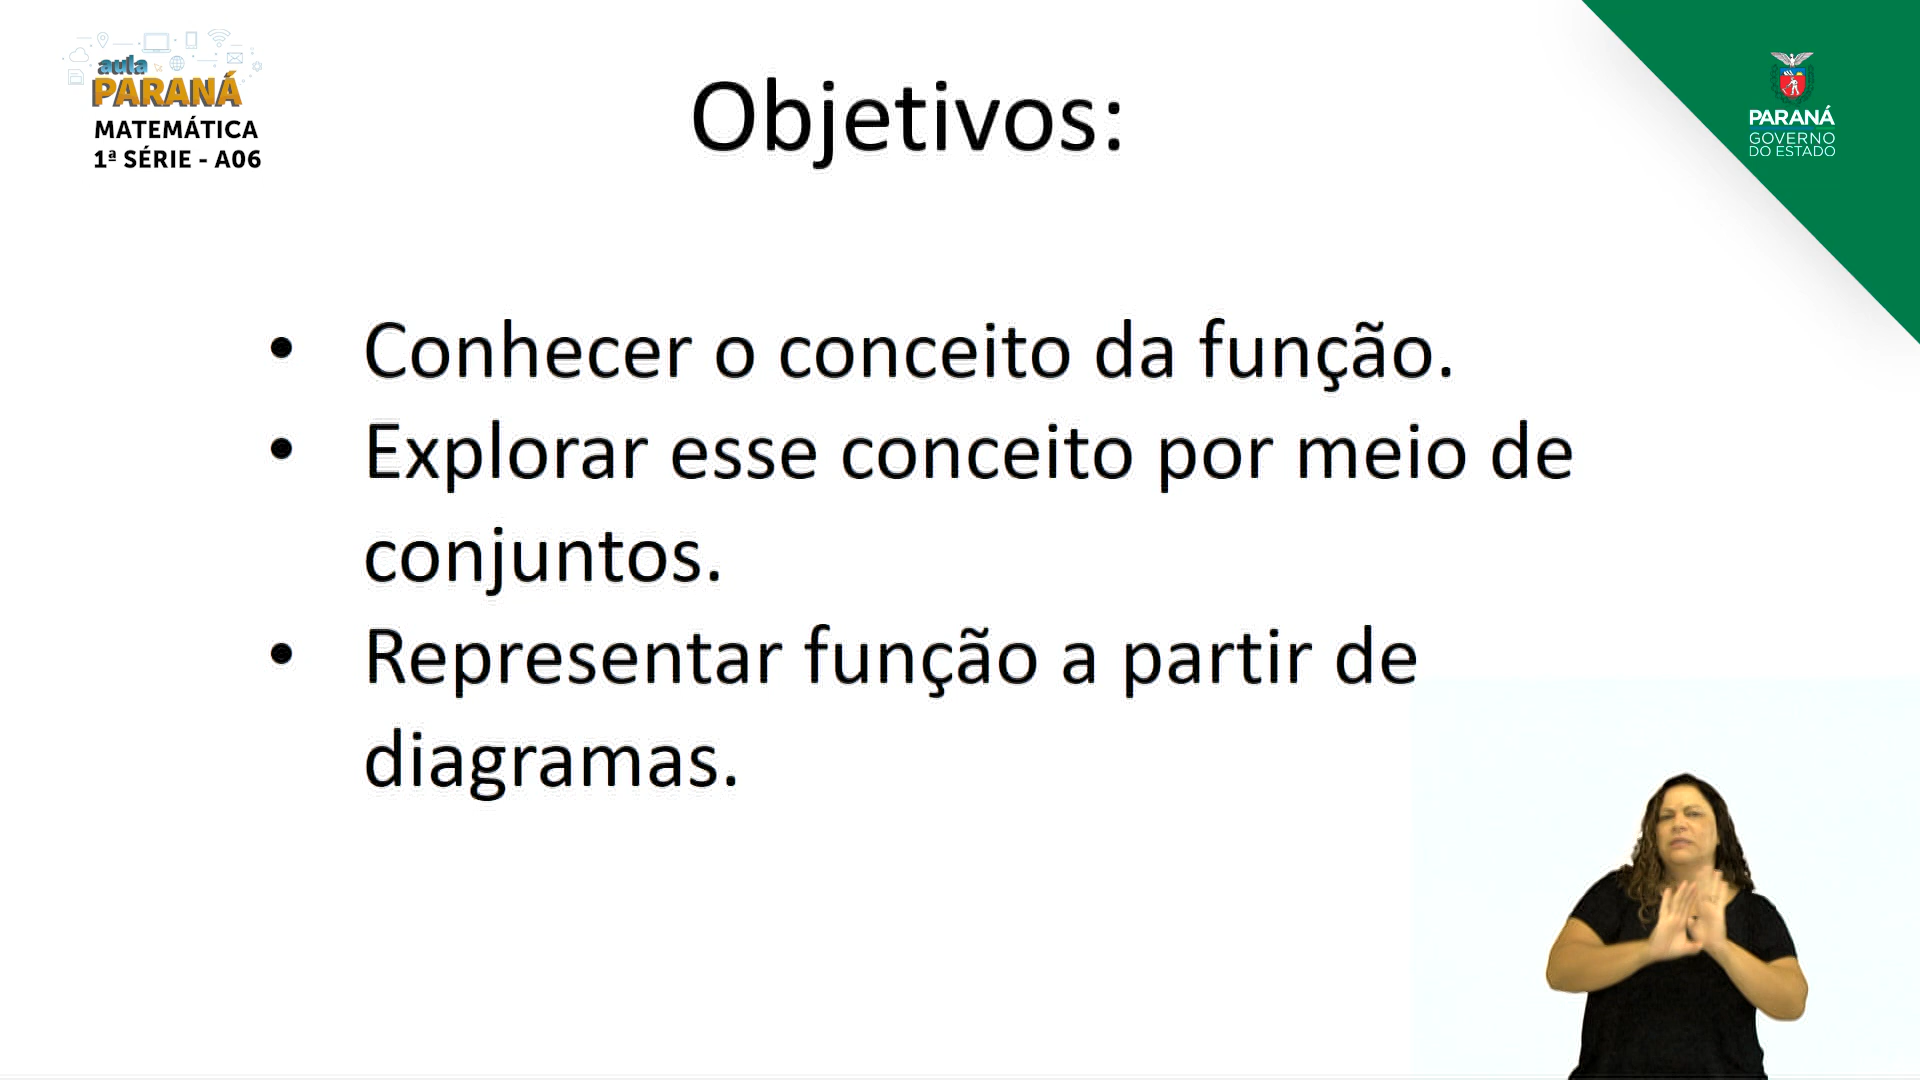 aula
PARANÁ
MATEMÁTICA
1ª SÉRIE - A06
Objetivos:
PARANÁ
GOVERNO
DO ESTADO
• Conhecer o conceito da função.
• Explorar esse conceito por meio de
conjuntos.
• Representar função a partir de
diagramas.